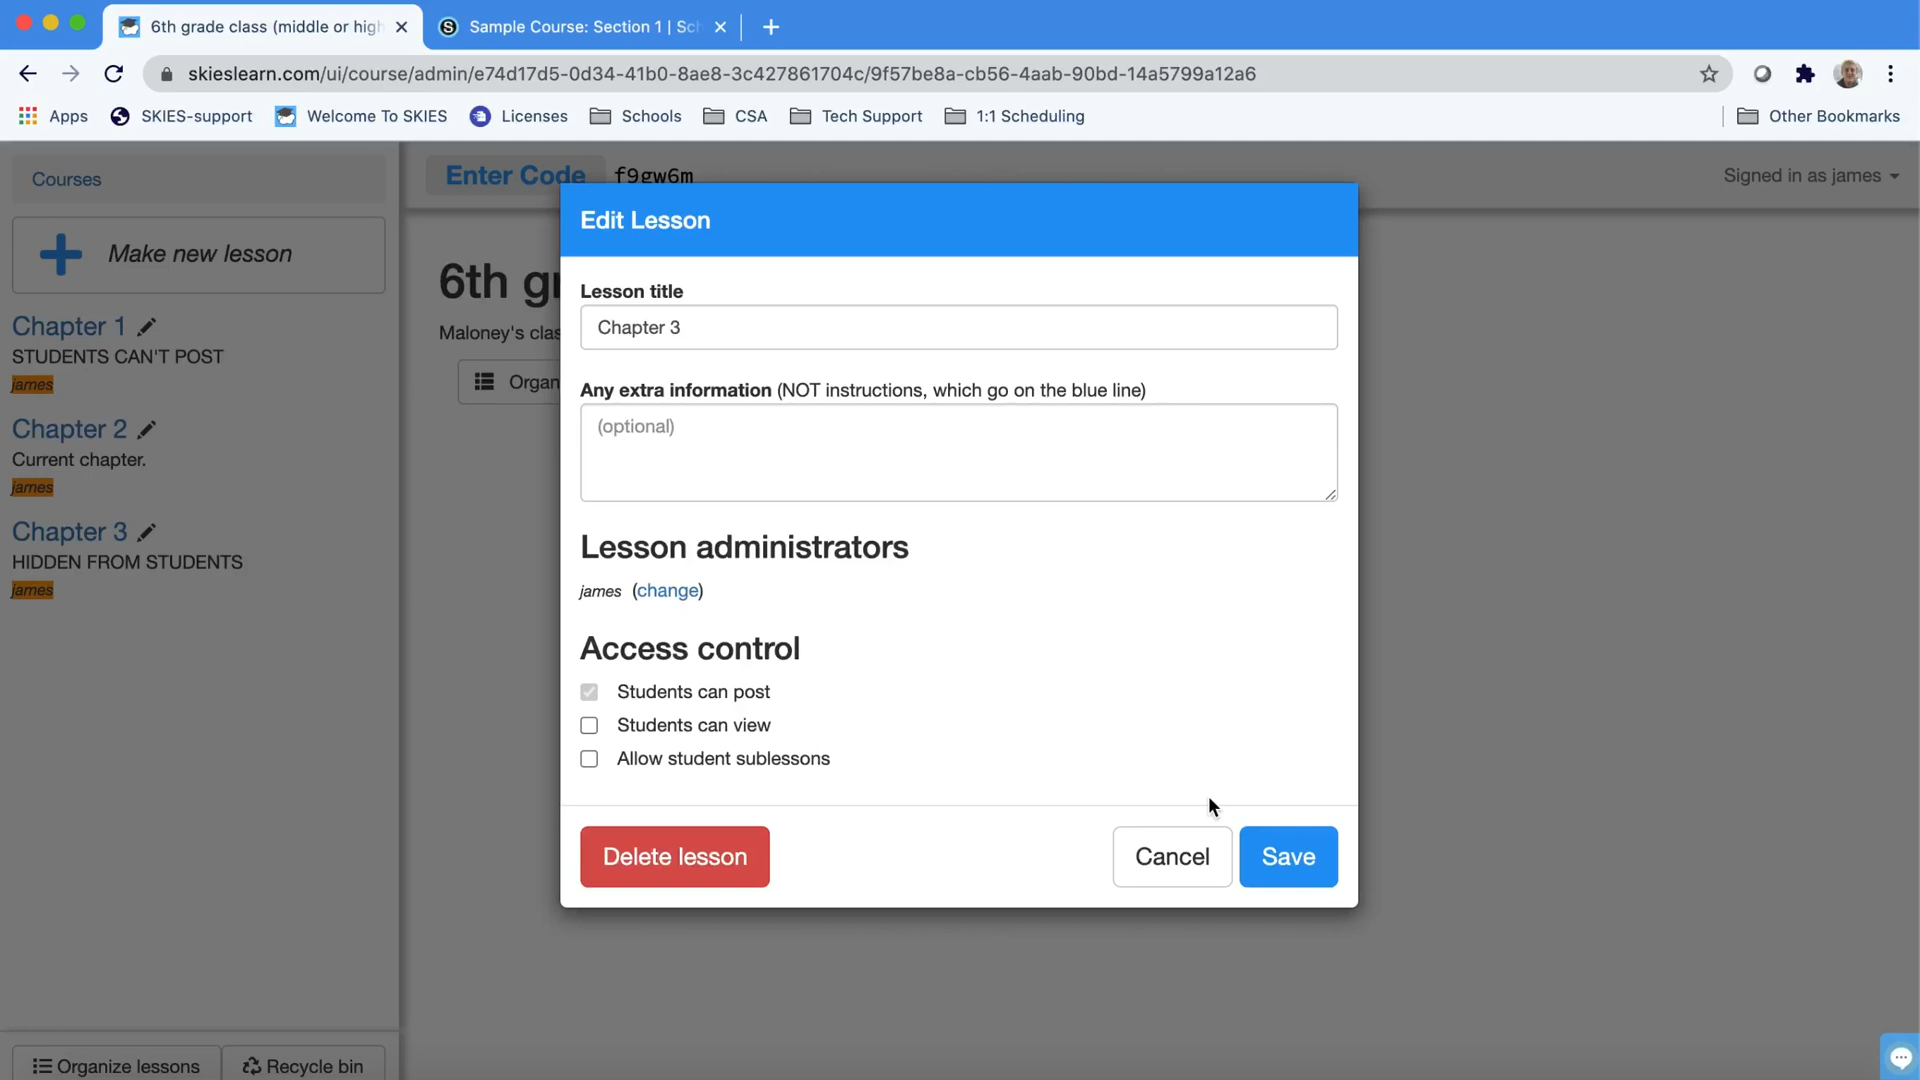 6th grade class (middle or high
Sample Course: Section 1 | Sch
skieslearn.com/ui/course/admin/e74d17d5-0d34-41b0-8ae8-3c427861704c/9f57be8a-cb56-4aab-90bd-14a5799a12a6
Apps
SKIES-support
Welcome To SKIES
Licenses
Schools
CSA
Tech Support
1:1 Scheduling
Other Bookmarks
Courses
Enter Code
f9gw6m
Signed in as james
Make new lesson
Chapter 1
STUDENTS CAN'T POST
james
Chapter 2
Current chapter.
james
Chapter 3
HIDDEN FROM STUDENTS
james
6th gr
Maloney's clas
Organ
Edit Lesson
Lesson title
Chapter 3
Any extra information (NOT instructions, which go on the blue line)
(optional)
Lesson administrators
james (change)
Access control
Students can post
Students can view
Allow student sublessons
Delete lesson
Cancel
Save
Organize lessons
Recycle bin